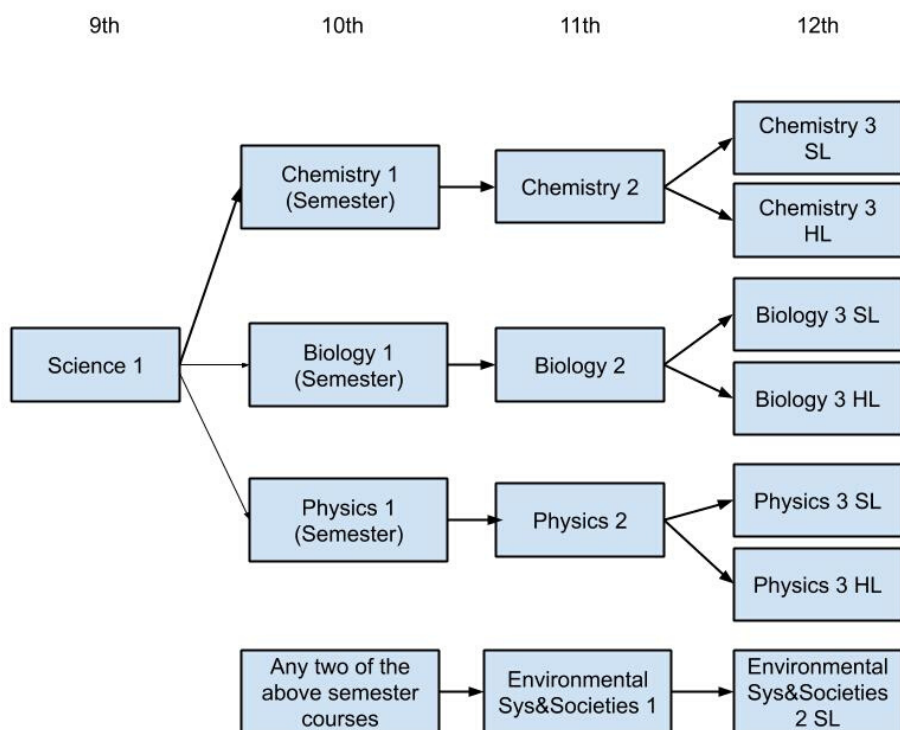 9th
10th
11th
12th
Chemistry 3
SL
Chemistry 1
(Semester)
Chemistry 2
Chemistry 3
HL
Biology 3 SL
Science 1
Biology 1
(Semester)
Biology 2
Biology 3 HL
Physics 3 SL
Physics 1
(Semester)
Physics 2
Physics 3 HL
Any two of the
above semester
courses
Environmental
Sys&Societies 1
Environmental
Sys&Societies
2 SL